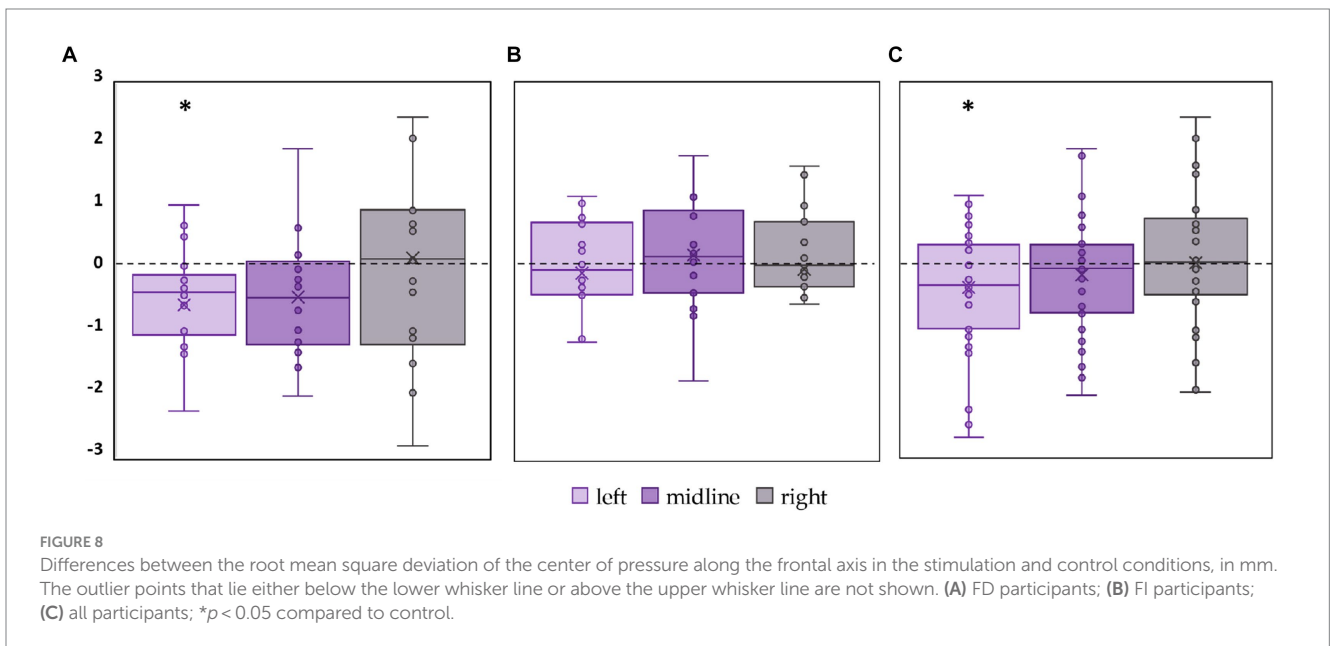 A
B
C
3
2
1
0
-1
-2
-3
*
*
left midline right
FIGURE 8
Differences between the root mean square deviation of the center of pressure along the frontal axis in the stimulation and control conditions, in mm.
The outlier points that lie either below the lower whisker line or above the upper whisker line are not shown. (A) FD participants; (B) FI participants;
(C) all participants; *p < 0.05 compared to control.